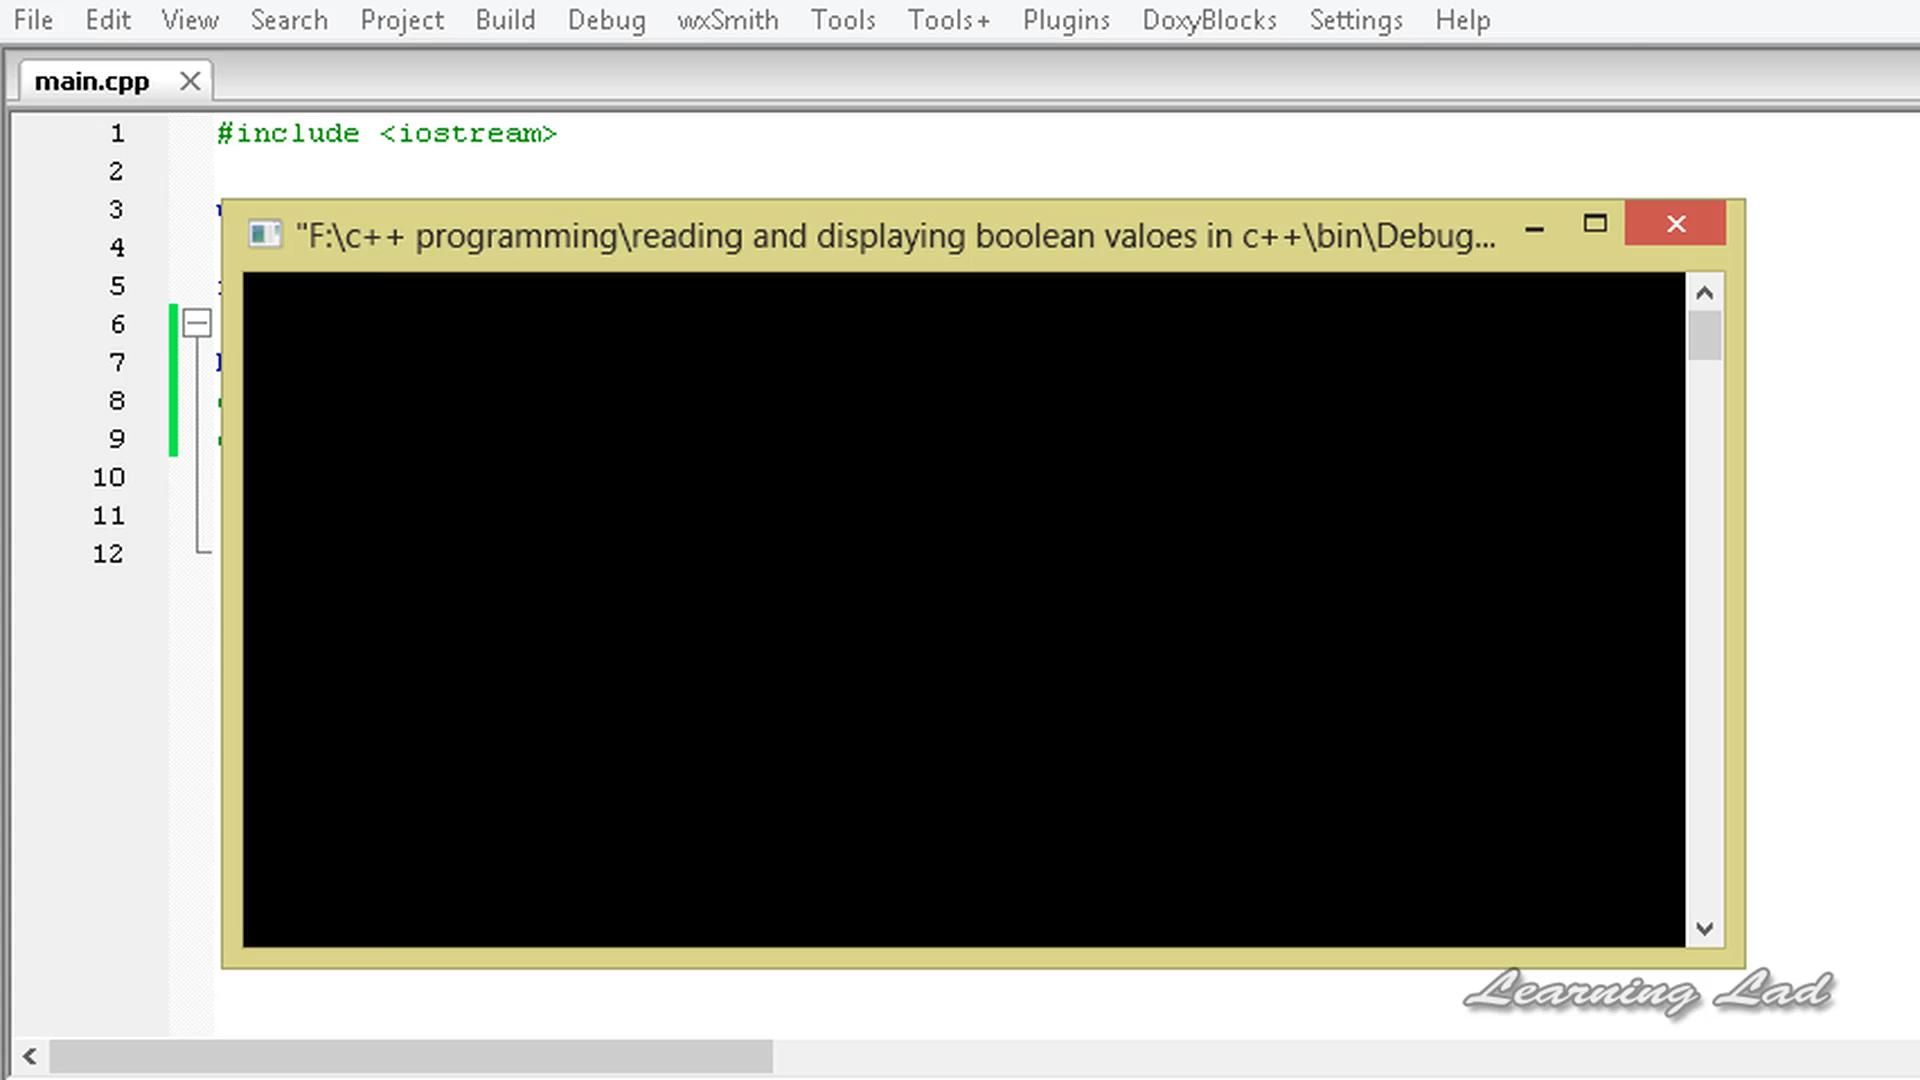 File Edit View Search Project Build Debug wxSmith Tools Tools+ Plugins DoxyBlocks Settings Help
main.cpp
1 #include <iostream>
2
3
"F:\c++ programming\reading and displaying boolean valoes in c++\bin\Debug...
4
5
6
7
8
9
10
11
12
Learning Lad